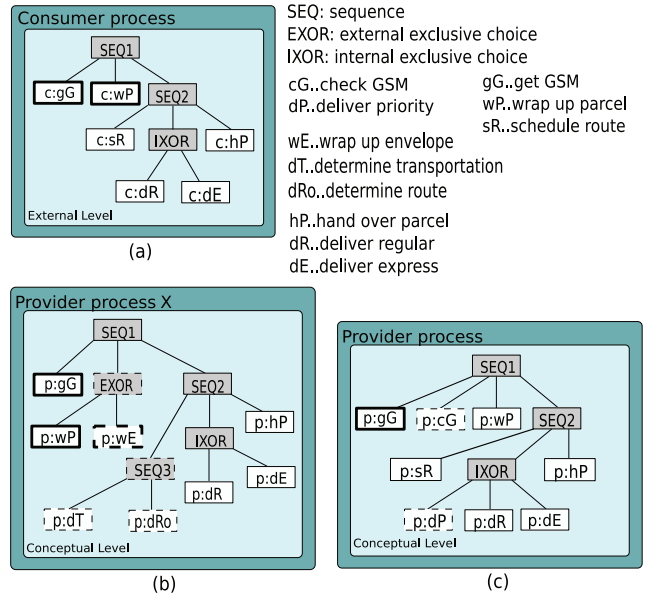 Consumer process
SEQ1
c:gG
c:wP
SEQ2
c:sR
IXOR
c:hP
c:dR
c:dE
External Level
(a)
SEQ: sequence
EXOR: external exclusive choice
IXOR: internal exclusive choice
cG..check GSM
gG..get GSM
dP..deliver priority
wP..wrap up parcel
sR..schedule route
wE..wrap up envelope
dT..determine transportation
dRo..determine route
hP..hand over parcel
dR..deliver regular
dE..deliver express
Provider process X
SEQ1
p:gG
EXOR
SEQ2
p:wP
p:wE
IXOR
p:hP
SEQ3
p:dR
p:dE
p:dT
p:dRo
Conceptual Level
(b)
Provider process
SEQ1
p:gG
p:cG
p:wP
SEQ2
p:sR
IXOR
p:hP
p:dP
p:dR
p:dE
Conceptual Level
(c)